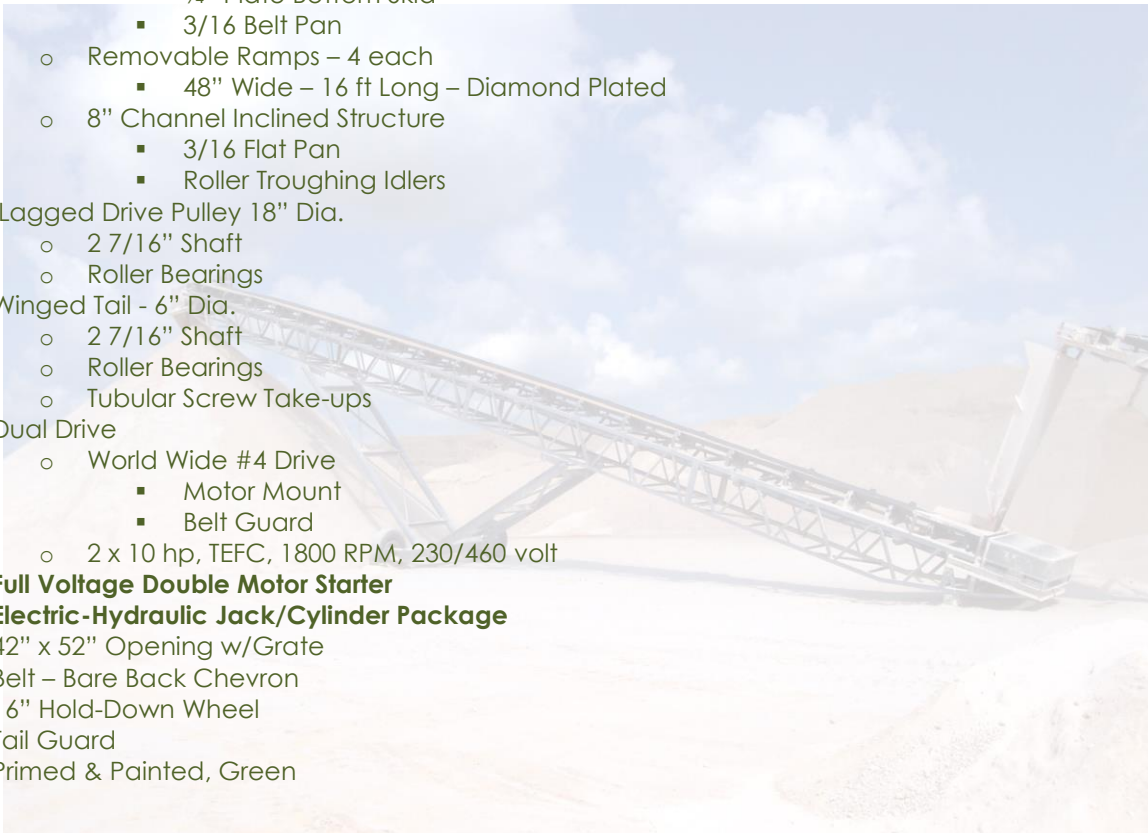 Plate Bottom Skid
▪ 3/16 Belt Pan
o Removable Ramps – 4 each
▪ 48” Wide – 16 ft Long – Diamond Plated
o 8” Channel Inclined Structure
▪ 3/16 Flat Pan
▪ Roller Troughing Idlers
Lagged Drive Pulley 18” Dia.
o 2 7/16” Shaft
o Roller Bearings
Winged Tail - 6” Dia.
o 2 7/16” Shaft
o Roller Bearings
o Tubular Screw Take-ups
Dual Drive
o World Wide #4 Drive
▪ Motor Mount
▪ Belt Guard
o 2 x 10 hp, TEFC, 1800 RPM, 230/460 volt
Full Voltage Double Motor Starter
Electric-Hydraulic Jack/Cylinder Package
42” x 52” Opening w/Grate
Belt – Bare Back Chevron
6” Hold-Down Wheel
Tail Guard
Primed & Painted, Green